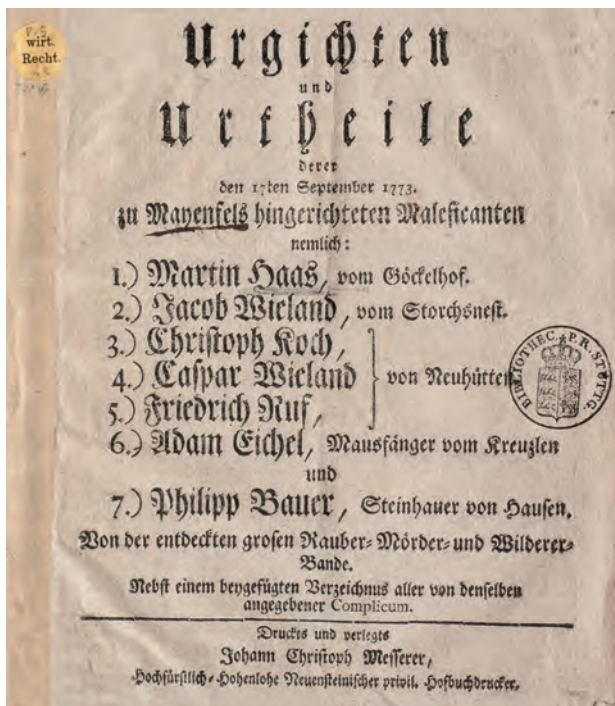 wirt.
Recht.
Urgichten
und
Urtheile
derer
den 17ten September 1773.
zu Mayenfels hingerichteten Maleficanten
nemlich:
1.) Martin Haas, vom Göckelhof.
2.) Jacob Wieland, vom Storchsnest.
3.) Christoph Koch,
4.) Caspar Wieland
5.) Friedrich Ruf,
von Neuhütten
6.) Adam Eichel, Mausfänger vom Kreuzlen
und
7.) Philipp Bauer, Steinhauer von Hausen.
Von der entdeckten grosen Rauber- Mörder- und Wilderer-
Bande.
Nebst einem beygefügten Verzeichnus aller von denselben
angegebener Complicum.
Druckts und verlegts
Johann Christoph Messerer,
Hochfürstlich-Hohenlohe Neuensteinischer privil. Hofbuchdrucker.
BIBLIOTHEC. P. R. STUTTG.